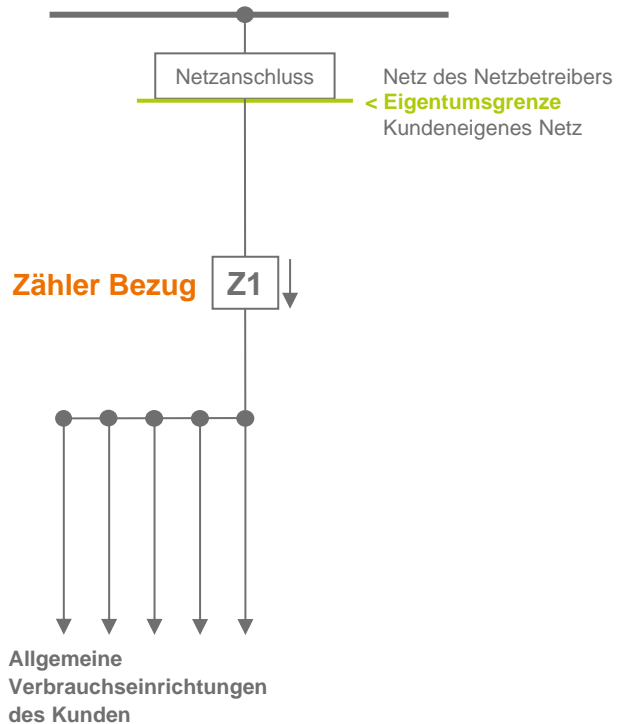 Netzanschluss
Netz des Netzbetreibers
< Eigentumsgrenze
Kundeneigenes Netz
Zähler Bezug
Z1
Allgemeine
Verbrauchseinrichtungen
des Kunden